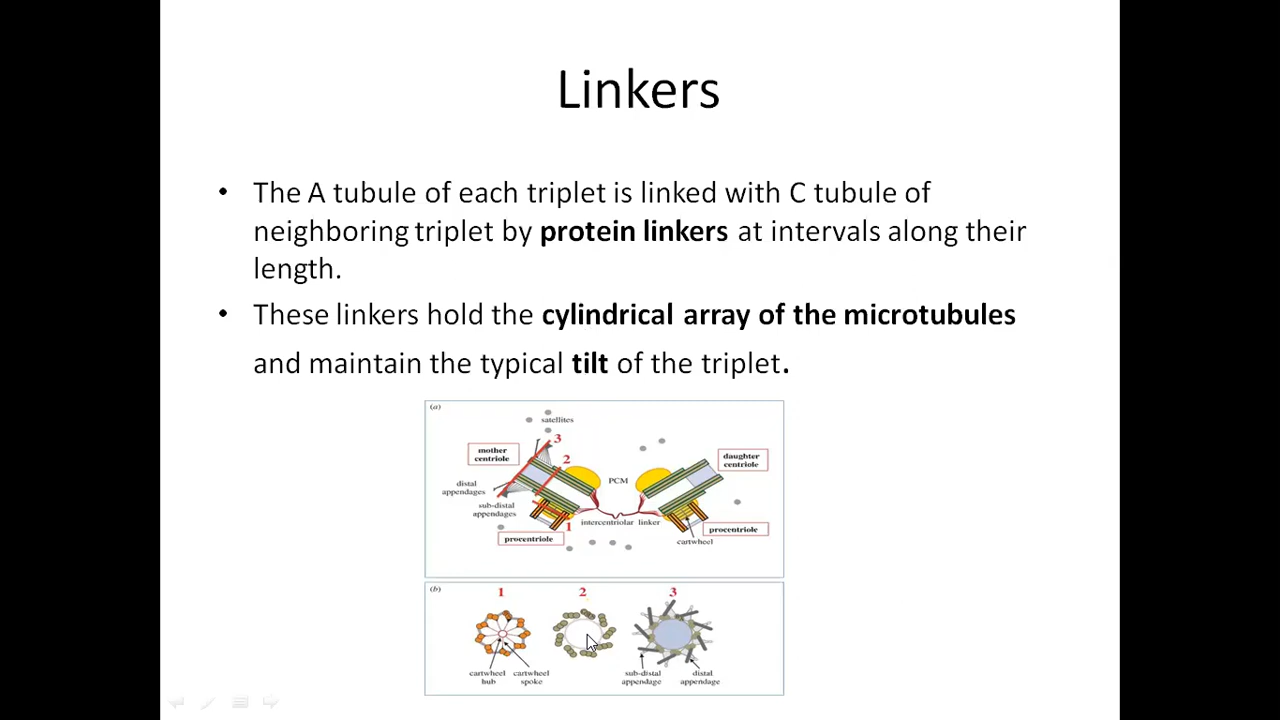 Linkers
• The A tubule of each triplet is linked with C tubule of
neighboring triplet by protein linkers at intervals along their
length.
• These linkers hold the cylindrical array of the microtubules
and maintain the typical tilt of the triplet.
(a)
satellites
3
mother
centriole
2
daughter
centriole
PCM
distal
appendages
sub-distal
appendages
1
intercentriolar linker
procentriole
procentriole
cartwheel
(b)
1
2
3
cartwheel
hub
cartwheel
spoke
sub-distal
appendage
distal
appendage